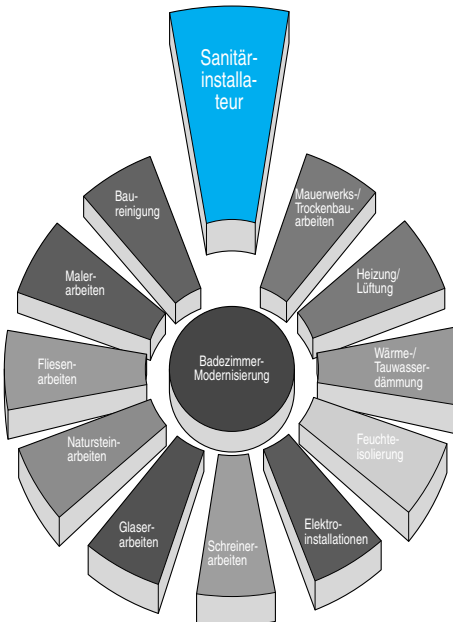 Sanitär-
installa-
teur
Mauerwerks-/
Trockenbau-
arbeiten
Heizung/
Lüftung
Wärme-/
Tauwasser-
dämmung
Feuchte-
isolierung
Elektro-
installationen
Schreiner-
arbeiten
Glaser-
arbeiten
Naturstein-
arbeiten
Fliesen-
arbeiten
Maler-
arbeiten
Bau-
reinigung
Badezimmer-
Modernisierung